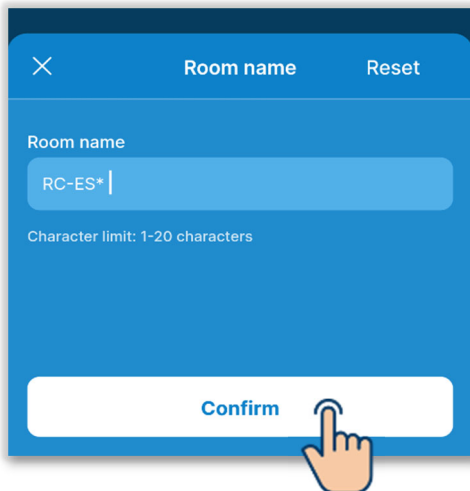 Room name Reset
Room name
RC-ES*
Character limit: 1-20 characters
Confirm